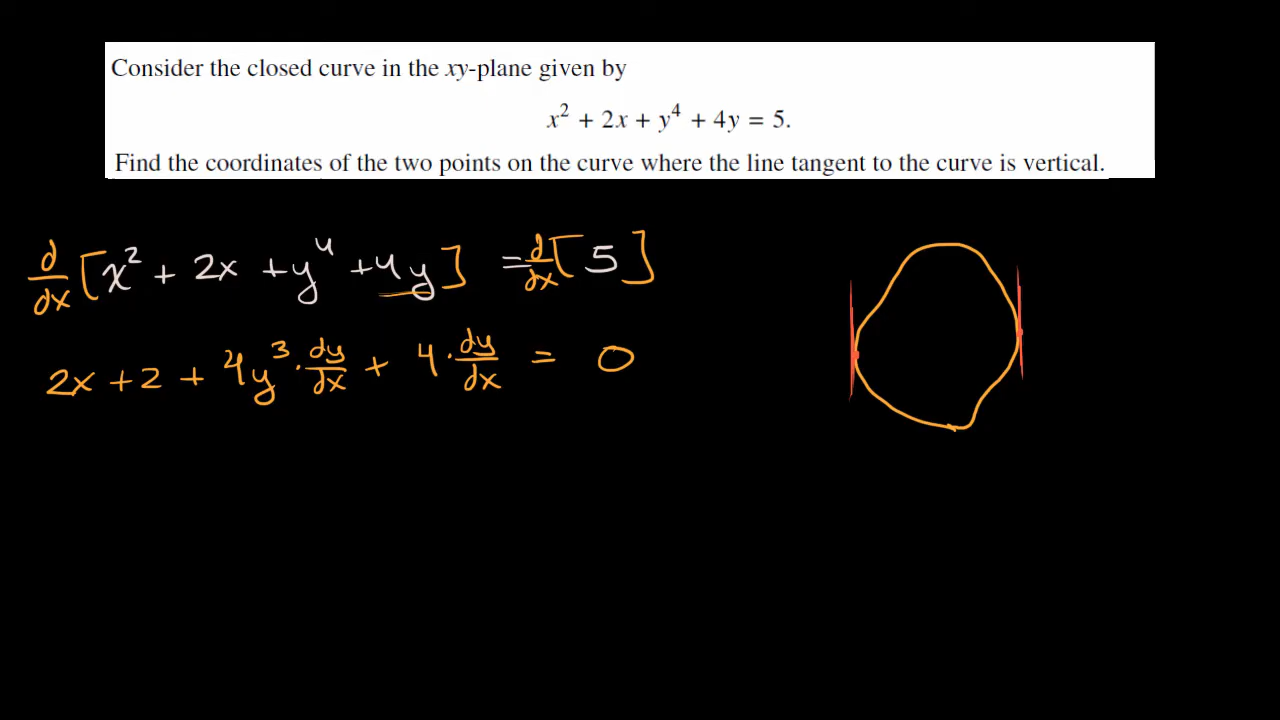 Consider the closed curve in the xy-plane given by
x² + 2x + y⁴ + 4y = 5.
Find the coordinates of the two points on the curve where the line tangent to the curve is vertical.
d/dx [x² + 2x + y⁴ + 4y] = d/dx [5]
2x + 2 + 4y³ · dy/dx + 4 · dy/dx = 0